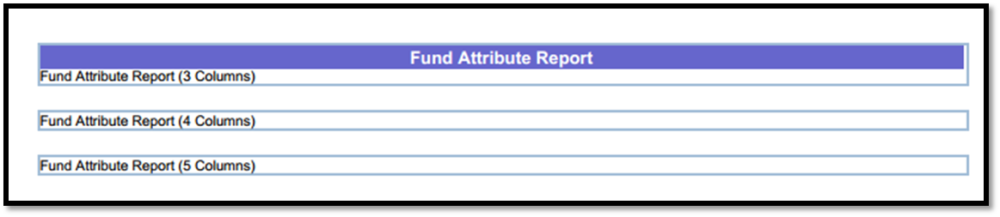 Fund Attribute Report
Fund Attribute Report (3 Columns)
Fund Attribute Report (4 Columns)
Fund Attribute Report (5 Columns)